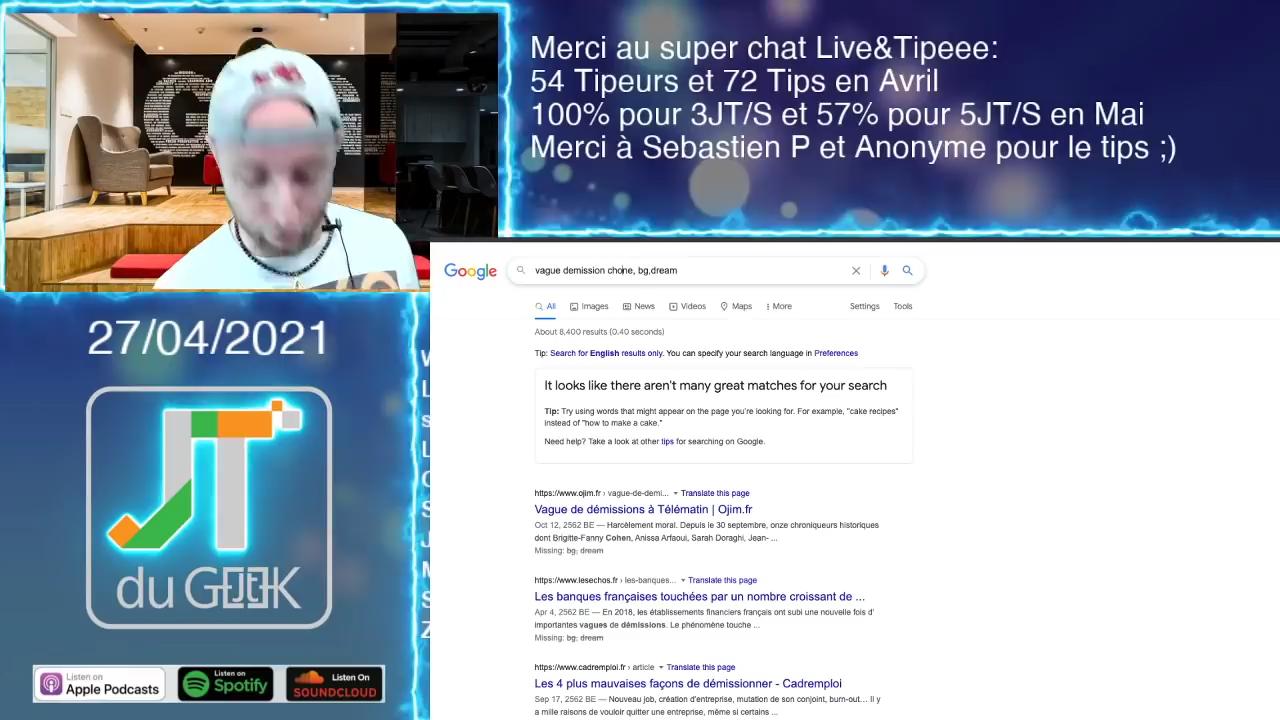 Merci au super chat Live&Tipeee:
54 Tipeurs et 72 Tips en Avril
100% pour 3JT/S et 57% pour 5JT/S en Mai
Merci à Sebastien P et Anonyme pour le tips ;)
27/04/2021
JT
du GEEK
Listen on
Apple Podcasts
Listen on
Spotify
Listen On
SOUNDCLOUD
Google
vague demission choine, bg,dream
All Images News Videos Maps More Settings Tools
About 8,400 results (0.40 seconds)
Tip: Search for English results only. You can specify your search language in Preferences
It looks like there aren't many great matches for your search
Tip: Try using words that might appear on the page you're looking for. For example, "cake recipes"
instead of "how to make a cake."
Need help? Take a look at other tips for searching on Google.
https://www.ojim.fr › vague-de-demi... Translate this page
Vague de démissions à Télématin | Ojim.fr
Oct 12, 2562 BE — Harcèlement moral. Depuis le 30 septembre, onze chroniqueurs historiques
dont Brigitte-Fanny Cohen, Anissa Arfaoui, Sarah Doraghi, Jean- ...
Missing: bg, dream
https://www.lesechos.fr › les-banques... Translate this page
Les banques françaises touchées par un nombre croissant de ...
Apr 4, 2562 BE — En 2018, les établissements financiers français ont subi une nouvelle fois d'
importantes vagues de démissions. Le phénomène touche ...
Missing: bg, dream
https://www.cadremploi.fr › article Translate this page
Les 4 plus mauvaises façons de démissionner - Cadremploi
Sep 17, 2562 BE — Nouveau job, création d'entreprise, mutation de son conjoint, burn-out... Il y
a mille raisons de vouloir quitter une entreprise, même si certains ...